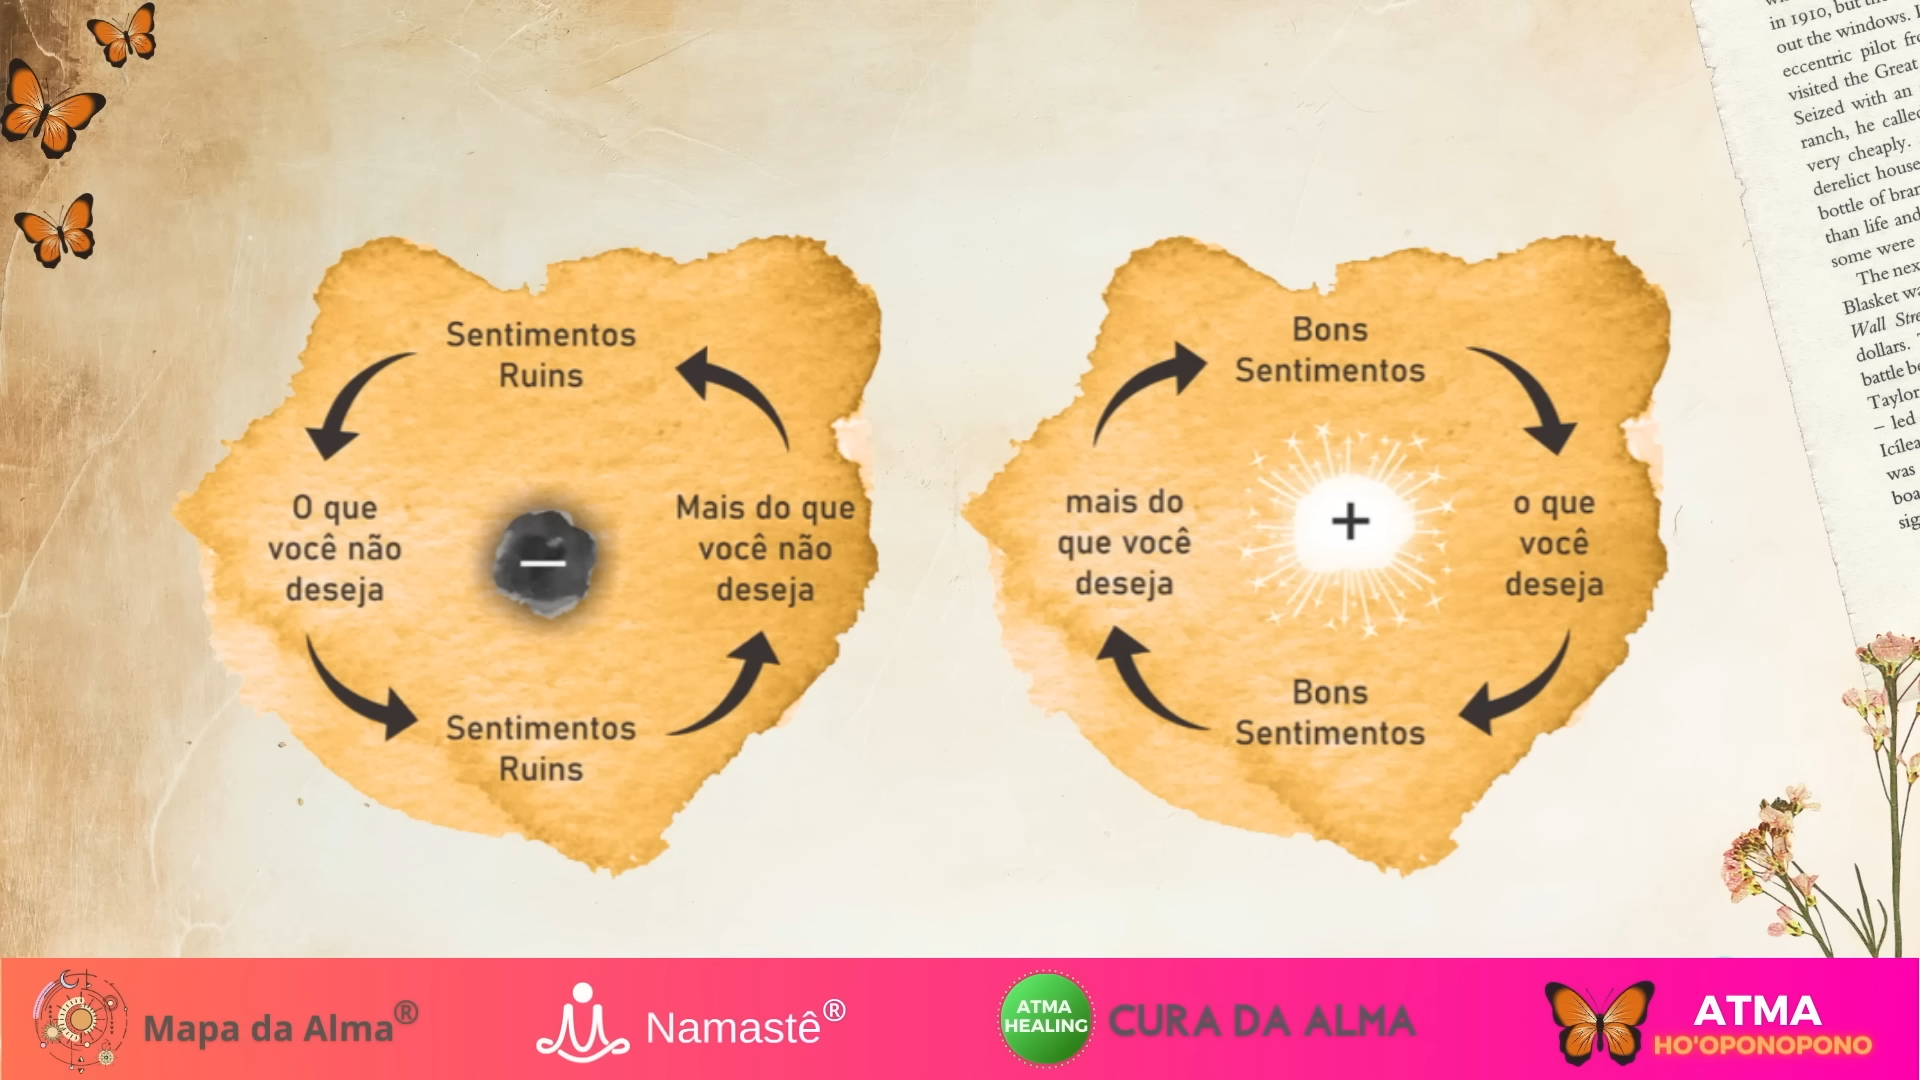 in 1910, but
out the windows.
eccentric pilot
visited the Great
Seized with an
ranch, he called
very cheaply.
derelict house
bottle of
than life and
some were
The next
Blasket
Wall
dollars.
battle
Taylor
– led
was
Sentimentos
Ruins
O que
você não
deseja
–
Mais do que
você não
deseja
Sentimentos
Ruins
Bons
Sentimentos
mais do
que você
deseja
+
o que
você
deseja
Bons
Sentimentos
Mapa da Alma®
Namastê®
ATMA
HEALING
CURA DA ALMA
ATMA
HO'OPONOPONO